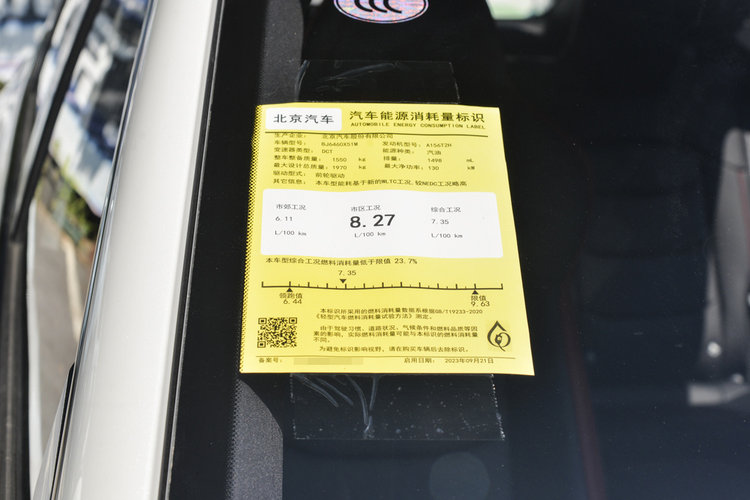 CCC
北京汽车 汽车能源消耗量标识
AUTOMOBILE ENERGY CONSUMPTION LABEL
生产企业: 北京汽车股份有限公司
车辆型号: BJ6460X51M 发动机型号: A156T2H
变速器类型: DCT 能源种类: 汽油
整车整备质量: 1550 kg 排量: 1498 mL
最大设计总质量: 1970 kg 最大净功率: 130 kW
驱动型式: 前轮驱动
其它信息: 本车型能耗基于新的WLTC工况,较NEDC工况略高
市郊工况 市区工况 综合工况
6.11 8.27 7.35
L/100 km L/100 km L/100 km
本车型综合工况燃料消耗量低于限值 23.7%
7.35
领跑值 限值
6.44 9.63
本标识所采用的燃料消耗量数据系根据GB/T19233-2020
《轻型汽车燃料消耗量试验方法》测定。
由于驾驶习惯、道路状况、气候条件和燃料品质等因
素的影响,实际燃料消耗量可能与本标识的燃料消耗量
不同。
为避免影响视野,请在购买车辆后去除标识。
备案号: 启用日期: 2023年09月21日